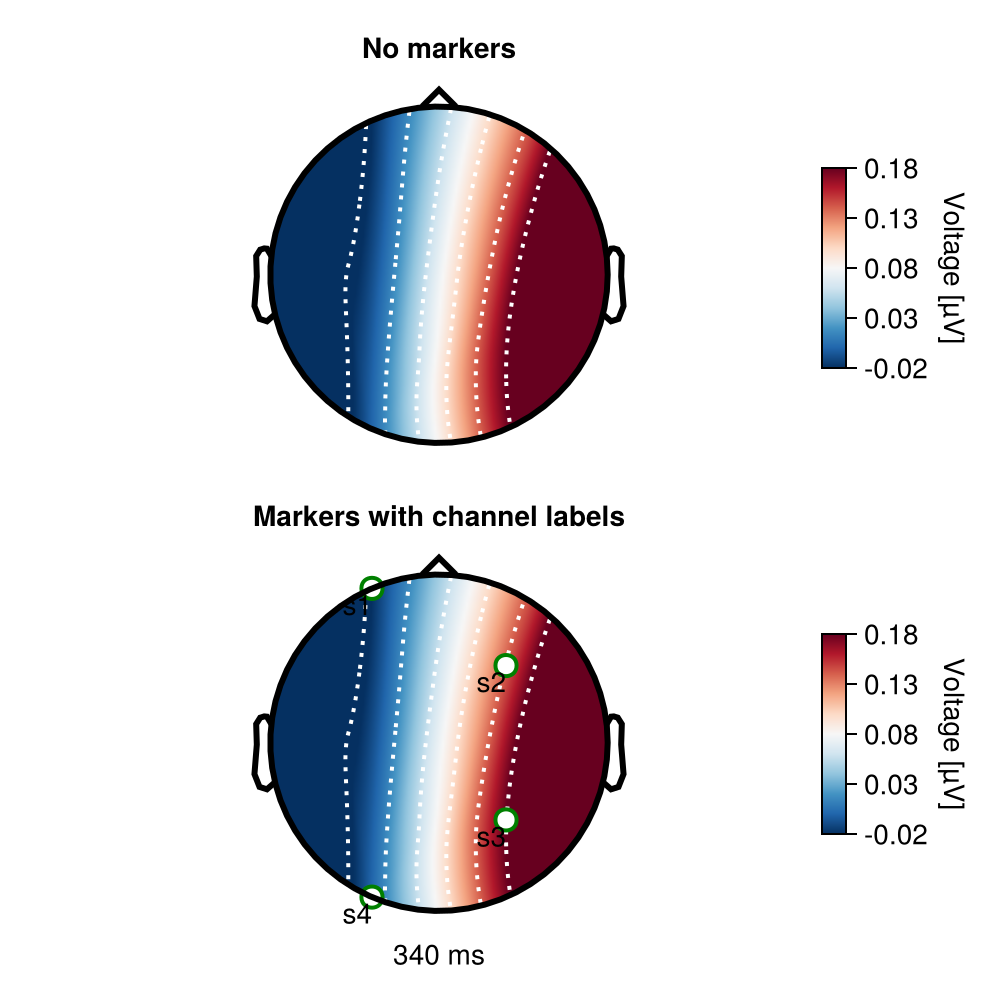 No markers
0.18
0.13
0.08
0.03
-0.02
Voltage [µV]
Markers with channel labels
s1
s2
s3
s4
0.18
0.13
0.08
0.03
-0.02
Voltage [µV]
340 ms